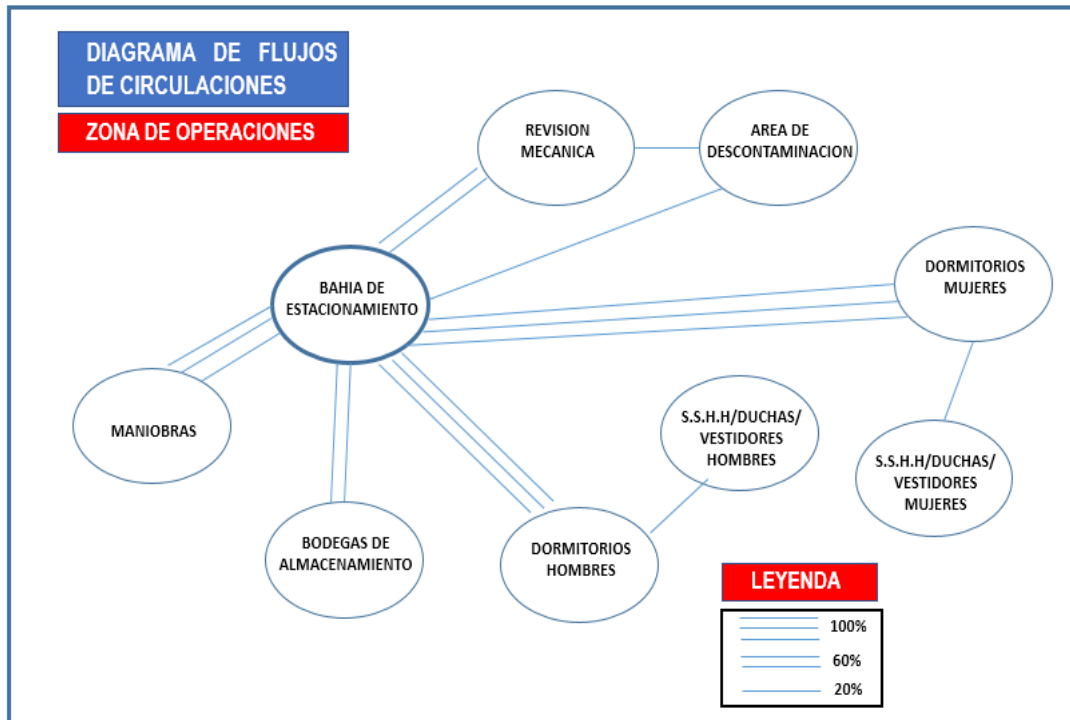 DIAGRAMA DE FLUJOS
DE CIRCULACIONES
ZONA DE OPERACIONES
REVISION
MECANICA
AREA DE
DESCONTAMINACION
BAHIA DE
ESTACIONAMIENTO
DORMITORIOS
MUJERES
MANIOBRAS
S.S.H.H/DUCHAS/
VESTIDORES
HOMBRES
S.S.H.H/DUCHAS/
VESTIDORES
MUJERES
BODEGAS DE
ALMACENAMIENTO
DORMITORIOS
HOMBRES
LEYENDA
100%
60%
20%